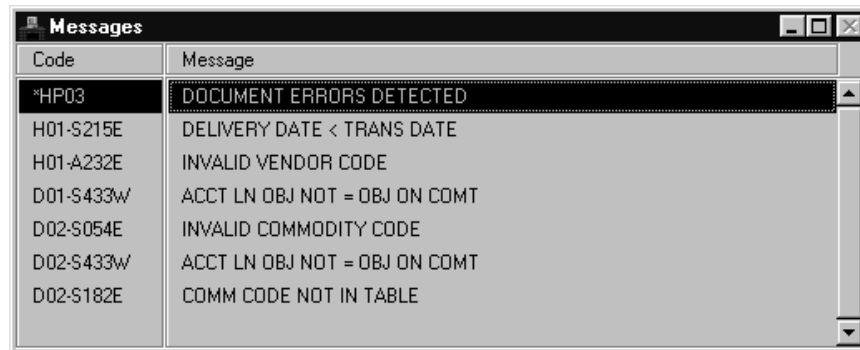 Messages
Code Message
*HP03 DOCUMENT ERRORS DETECTED
H01-S215E DELIVERY DATE < TRANS DATE
H01-A232E INVALID VENDOR CODE
D01-S433W ACCT LN OBJ NOT = OBJ ON COMT
D02-S054E INVALID COMMODITY CODE
D02-S433W ACCT LN OBJ NOT = OBJ ON COMT
D02-S182E COMM CODE NOT IN TABLE